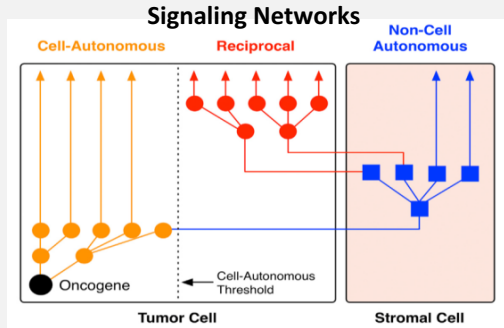 Signaling Networks
Cell-Autonomous
Reciprocal
Non-Cell
Autonomous
Oncogene
Cell-Autonomous
Threshold
Tumor Cell
Stromal Cell